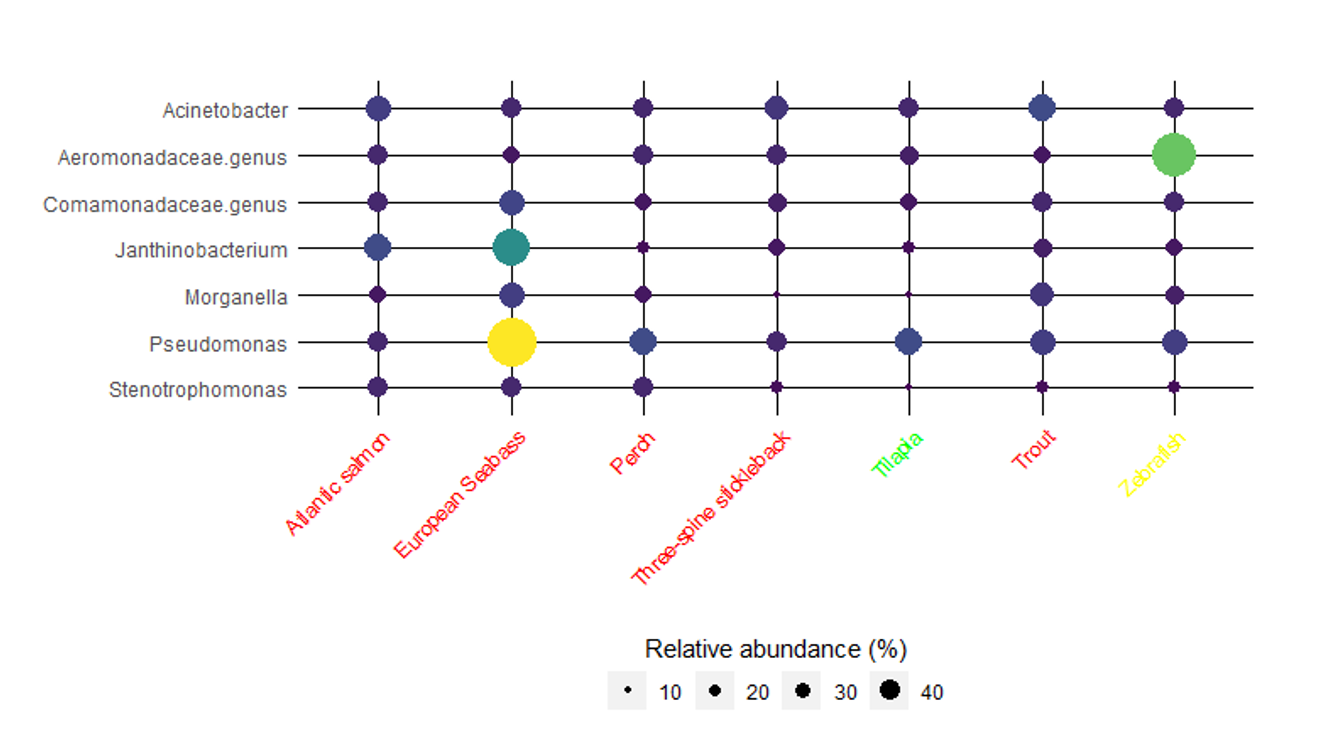 Acinetobacter
Aeromonadaceae.genus
Comamonadaceae.genus
Janthinobacterium
Morganella
Pseudomonas
Stenotrophomonas
Atlantic salmon
European Seabass
Perch
Three-spine stickleback
Tilapia
Trout
Zebrafish
Relative abundance (%)
10 20 30 40